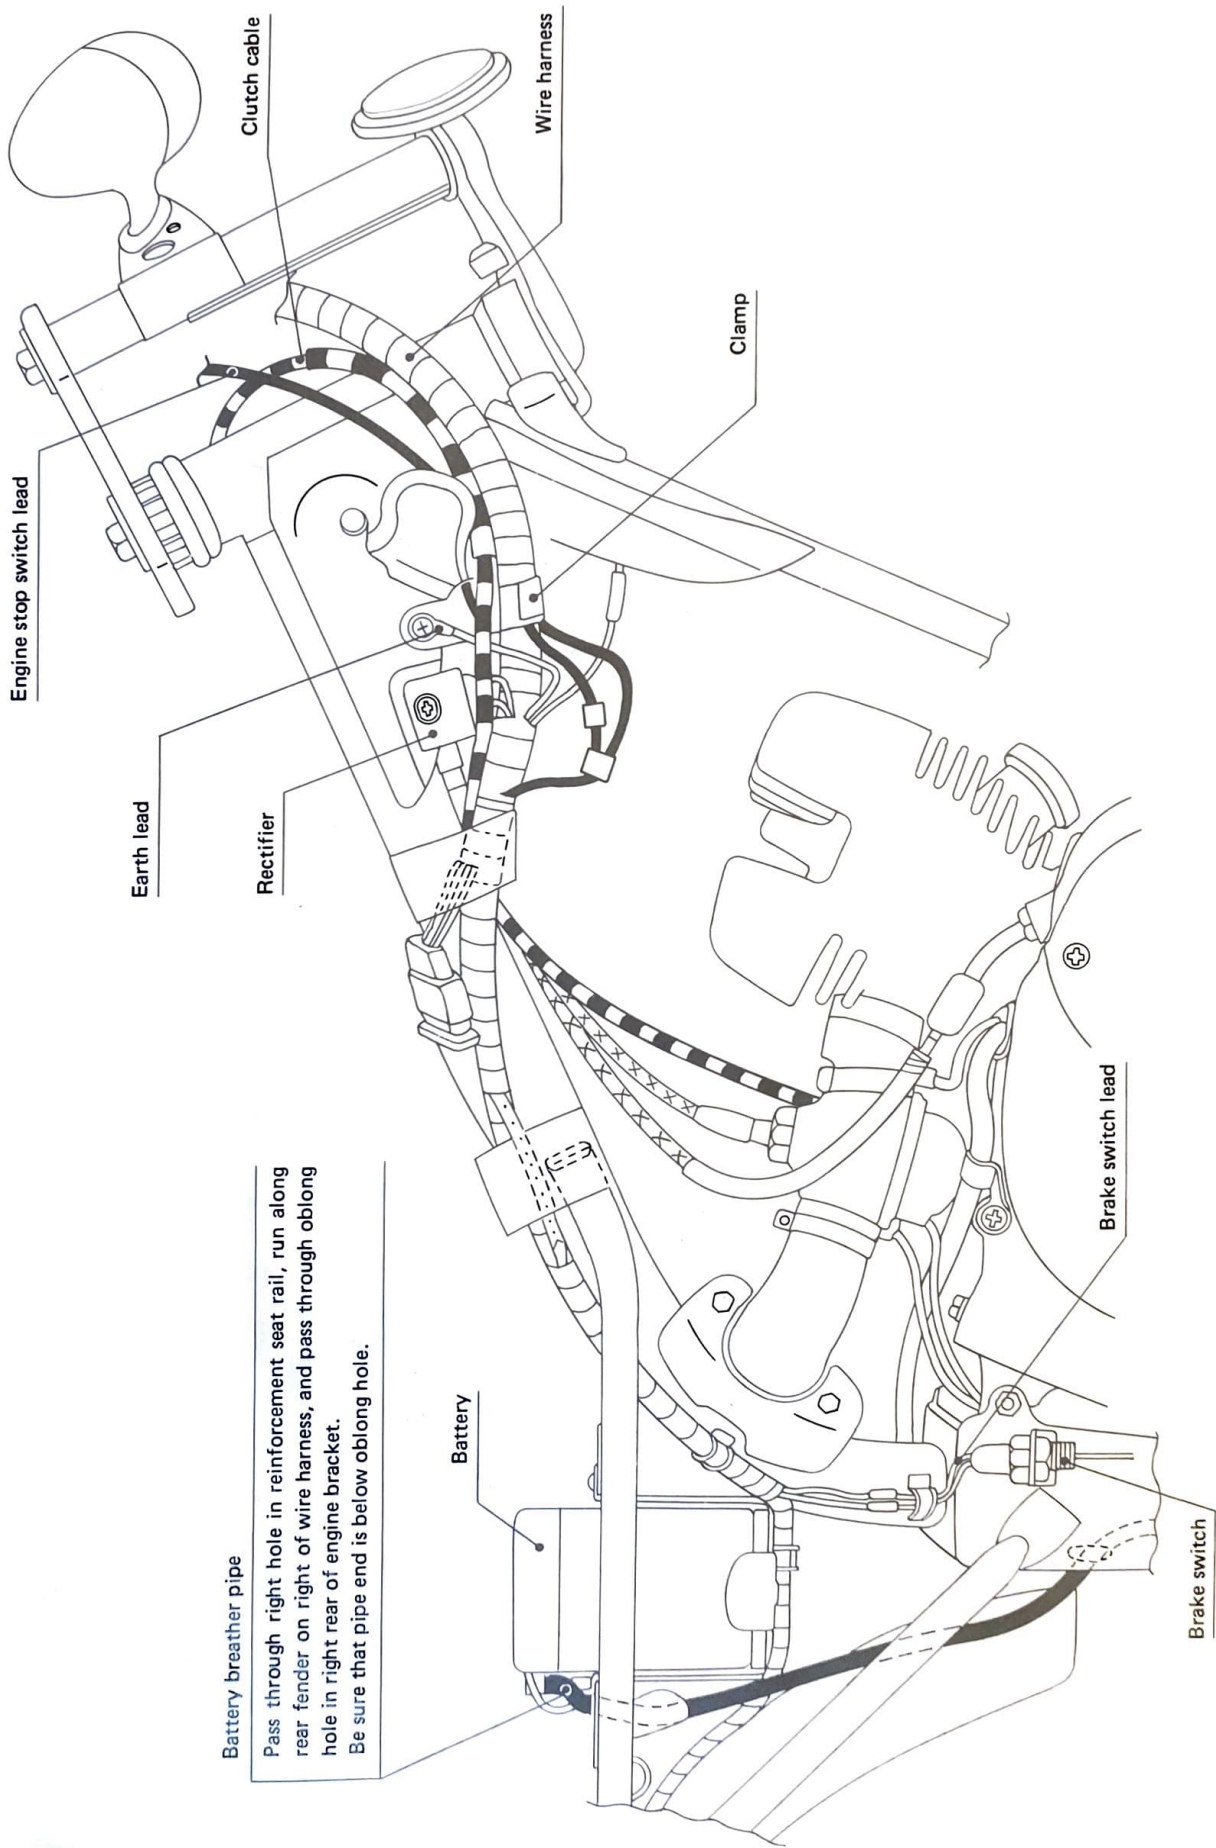 Engine stop switch lead
Clutch cable
Wire harness
Earth lead
Rectifier
Clamp
Battery breather pipe
Pass through right hole in reinforcement seat rail, run along
rear fender on right of wire harness, and pass through oblong
hole in right rear of engine bracket.
Be sure that pipe end is below oblong hole.
Battery
Brake switch lead
Brake switch